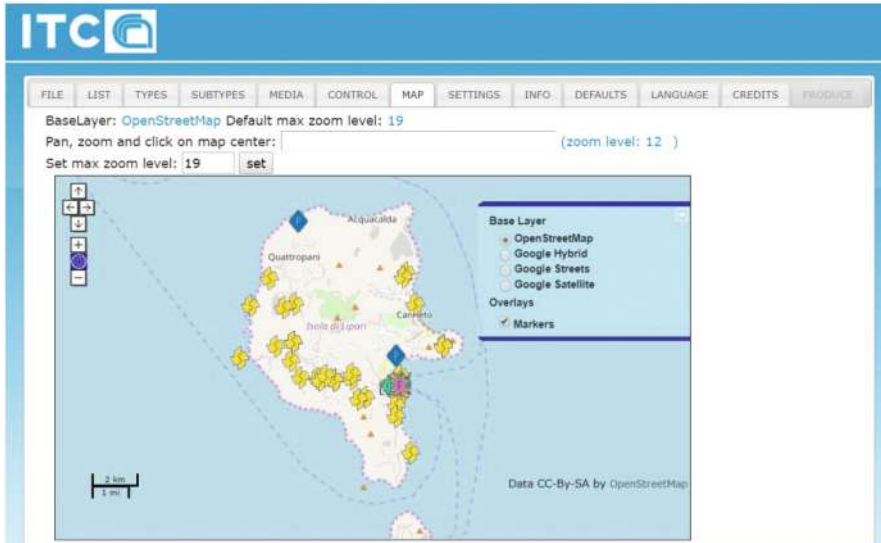 ITC
FILE LIST TYPES SUBTYPES MEDIA CONTROL MAP SETTINGS INFO DEFAULTS LANGUAGE CREDITS PRODUCE
BaseLayer: OpenStreetMap Default max zoom level: 19
Pan, zoom and click on map center: (zoom level: 12 )
Set max zoom level: 19 set
Acquacalda
Quattropani
Base Layer
OpenStreetMap
Google Hybrid
Google Streets
Google Satellite
Overlays
Markers
Canneto
Isola di Lipari
2 km
1 mi
Data CC-By-SA by OpenStreetMap